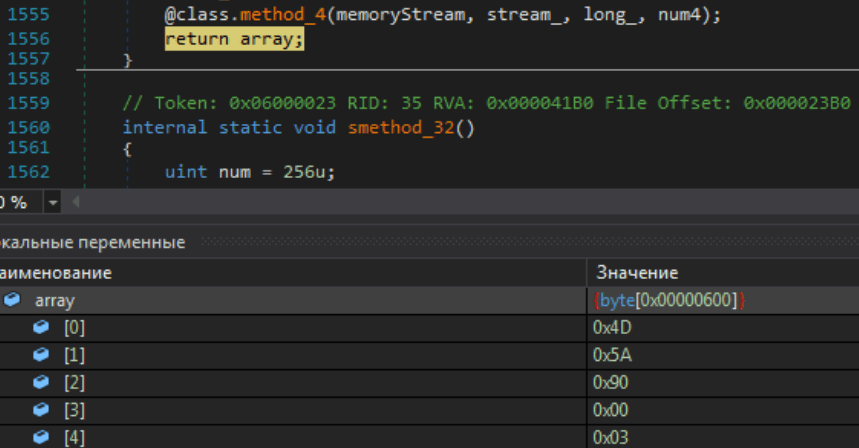 1555 @class.method_4(memoryStream, stream_, long_, num4);
1556 return array;
1557 }
1558
1559 // Token: 0x06000023 RID: 35 RVA: 0x000041B0 File Offset: 0x000023B0
1560 internal static void smethod_32()
1561 {
1562 uint num = 256u;
0 %
окальные переменные
аименование Значение
array {byte[0x00000600]}
[0] 0x4D
[1] 0x5A
[2] 0x90
[3] 0x00
[4] 0x03